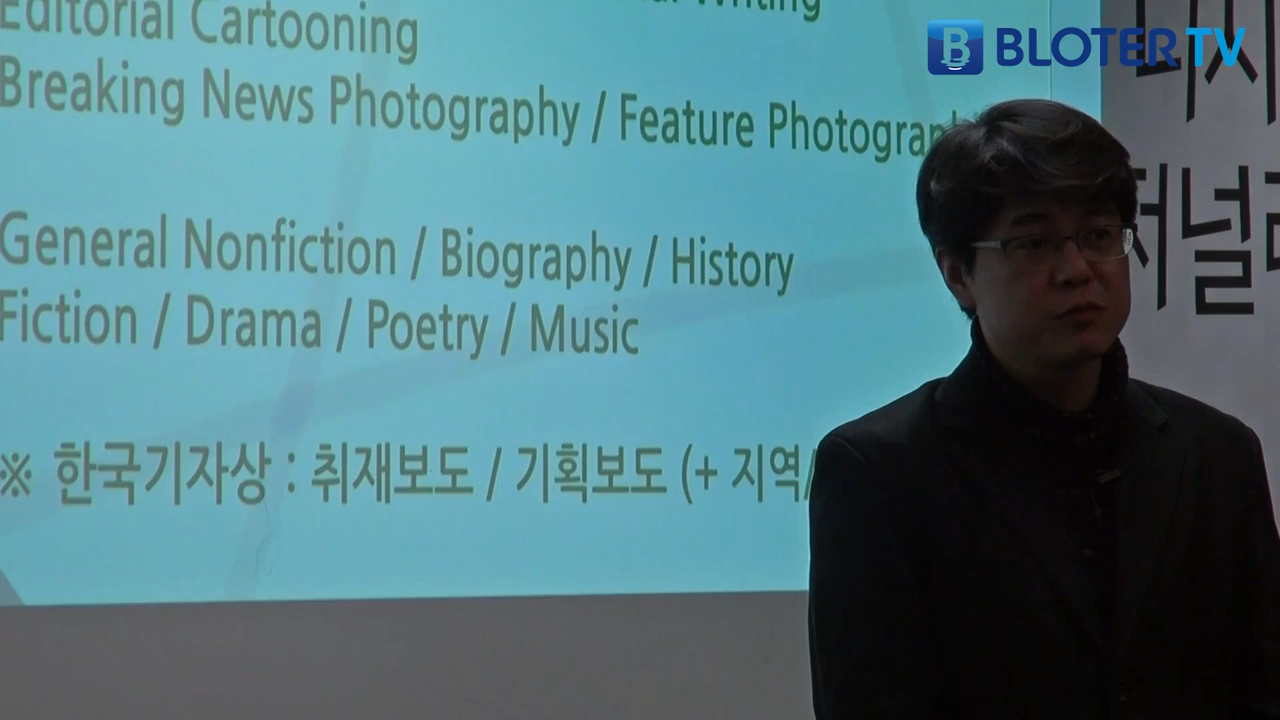 Editorial Cartooning
Writing
Breaking News Photography / Feature
General Nonfiction / Biography / History
Fiction / Drama / Poetry / Music
※ 한국기자상 : 취재보도 / 기획보도 (+ 지역/
B BLOTER TV